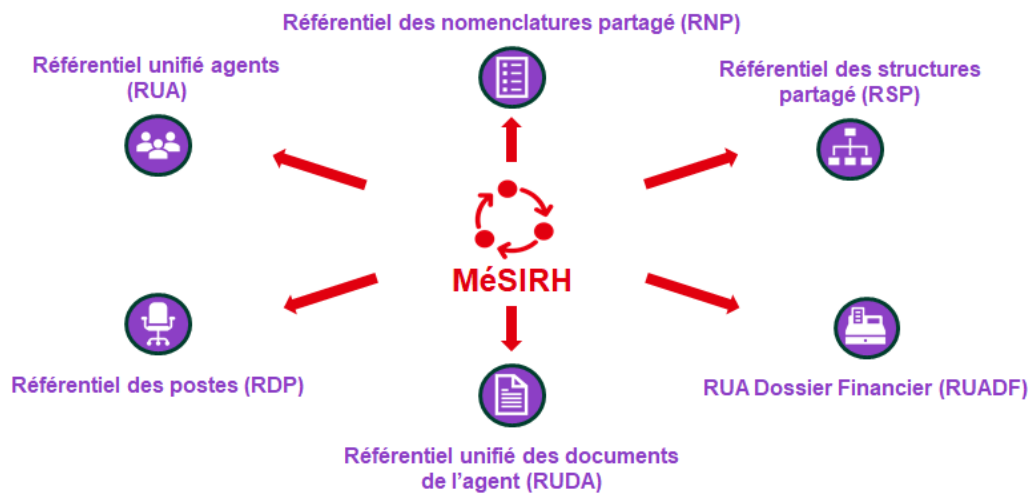 Référentiel des nomenclatures partagé (RNP)
Référentiel unifié agents
(RUA)
Référentiel des structures
partagé (RSP)
MéSIRH
Référentiel des postes (RDP)
RUA Dossier Financier (RUADF)
Référentiel unifié des documents
de l'agent (RUDA)